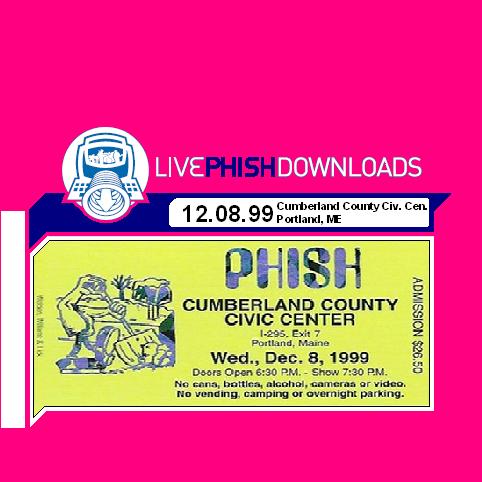 LIVEPHISHDOWNLOADS
12.08.99 Cumberland County Civ. Cen.
Portland, ME
PHISH
CUMBERLAND COUNTY
CIVIC CENTER
I-295, Exit 7
Portland, Maine
Wed., Dec. 8, 1999
Doors Open 6:30 P.M. - Show 7:30 P.M.
No cans, bottles, alcohol, cameras or video.
No vending, camping or overnight parking.
ADMISSION $26.50